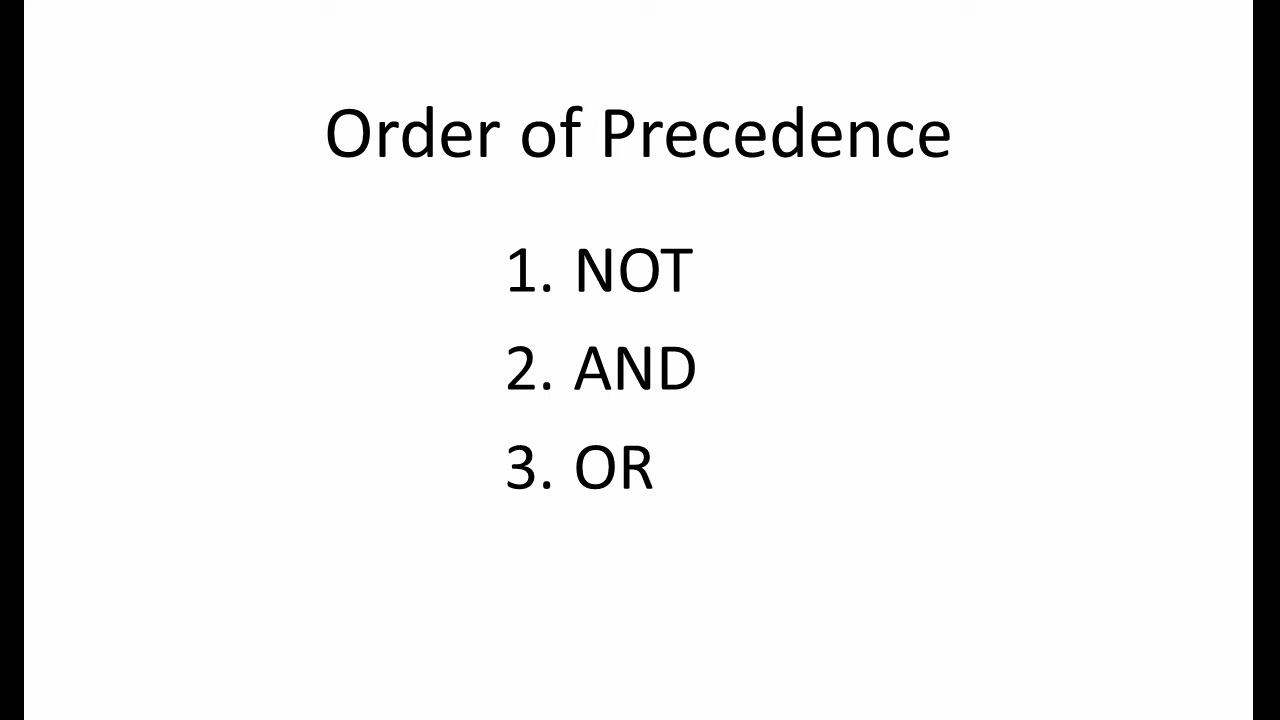 Order of Precedence
1. NOT
2. AND
3. OR